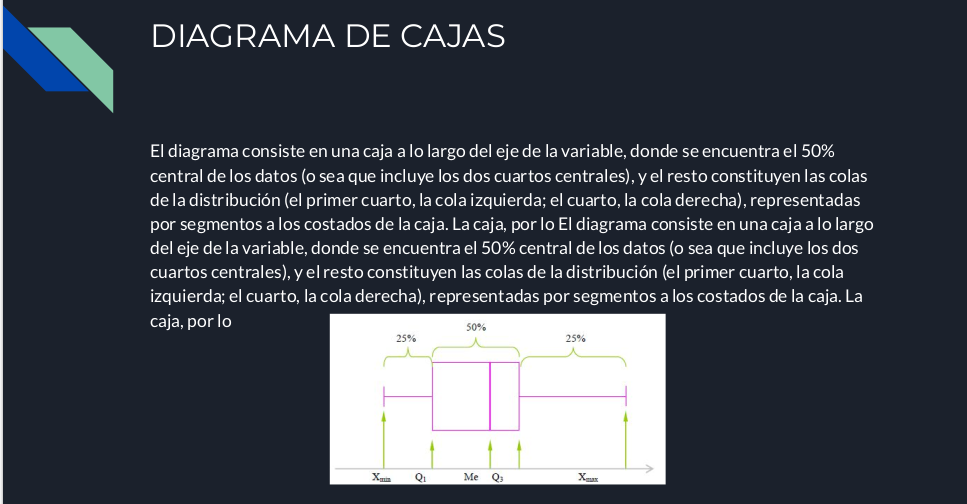 DIAGRAMA DE CAJAS
El diagrama consiste en una caja a lo largo del eje de la variable, donde se encuentra el 50%
central de los datos (o sea que incluye los dos cuartos centrales), y el resto constituyen las colas
de la distribución (el primer cuarto, la cola izquierda; el cuarto, la cola derecha), representadas
por segmentos a los costados de la caja. La caja, por lo El diagrama consiste en una caja a lo largo
del eje de la variable, donde se encuentra el 50% central de los datos (o sea que incluye los dos
cuartos centrales), y el resto constituyen las colas de la distribución (el primer cuarto, la cola
izquierda; el cuarto, la cola derecha), representadas por segmentos a los costados de la caja. La
caja, por lo
25% 50% 25%
Xmin Q1 Me Q3 Xmax